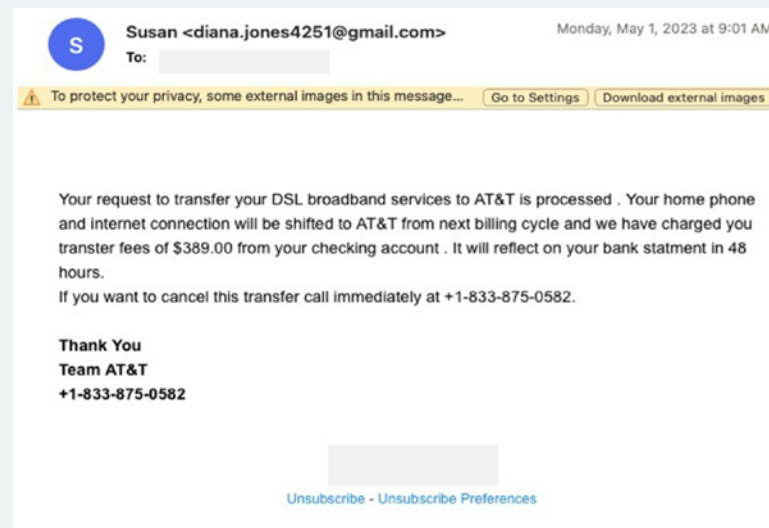 S
Susan <diana.jones4251@gmail.com>
Monday, May 1, 2023 at 9:01 AM
To:
To protect your privacy, some external images in this message...
Go to Settings
Download external images
Your request to transfer your DSL broadband services to AT&T is processed . Your home phone
and internet connection will be shifted to AT&T from next billing cycle and we have charged you
transter fees of $389.00 from your checking account . It will reflect on your bank statment in 48
hours.
If you want to cancel this transfer call immediately at +1-833-875-0582.
Thank You
Team AT&T
+1-833-875-0582
Unsubscribe - Unsubscribe Preferences